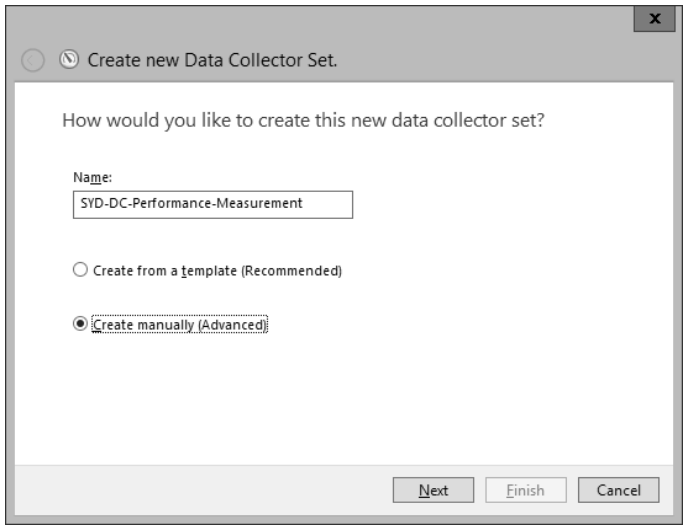 x
Create new Data Collector Set.
How would you like to create this new data collector set?
Name:
SYD-DC-Performance-Measurement
Create from a template (Recommended)
Create manually (Advanced)
Next Finish Cancel